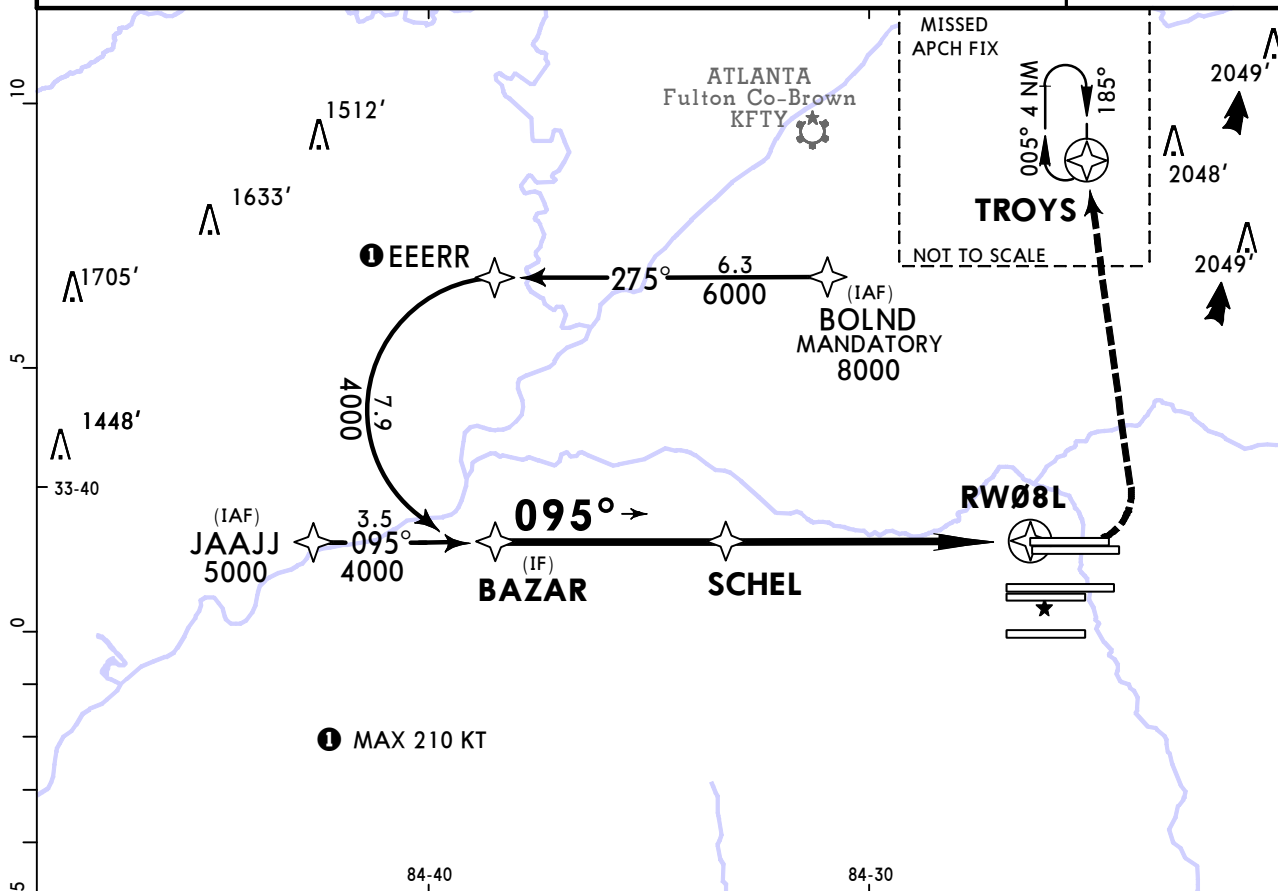 MISSED
APCH FIX
2049'
10
ATLANTA
Fulton Co-Brown
KFTY
1512'
005° 4 NM
185°
2048'
1633'
TROYS
❶ EEERR
NOT TO SCALE
2049'
1705'
275°
6.3
6000
(IAF)
BOLND
MANDATORY
8000
5
4000
7.9
1448'
33-40
RWØ8L
(IAF)
JAAJJ
5000
3.5
095°
4000
095°
(IF)
BAZAR
SCHEL
0
❶ MAX 210 KT
84-40
84-30
5